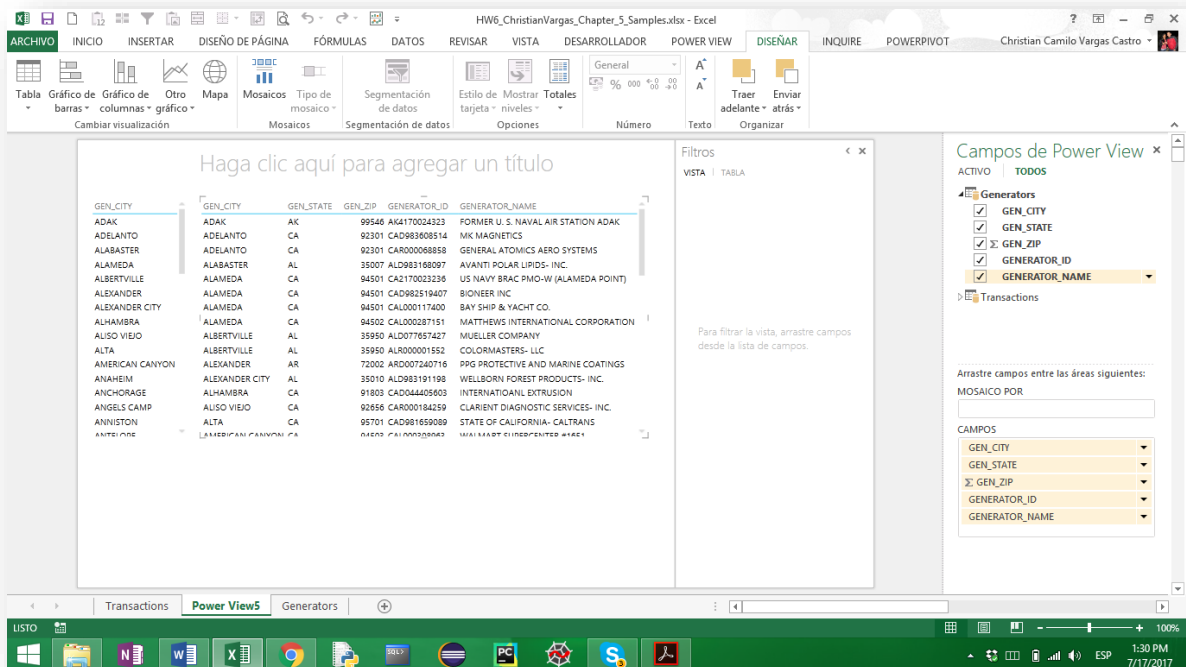 HW6_ChristianVargas_Chapter_5_Samples.xlsx - Excel
ARCHIVO INICIO INSERTAR DISEÑO DE PÁGINA FÓRMULAS DATOS REVISAR VISTA DESARROLLADOR POWER VIEW DISEÑAR INQUIRE POWERPIVOT Christian Camilo Vargas Castro
Tabla Gráfico de barras Gráfico de columnas Otro gráfico Mapa Mosaicos Tipo de mosaico Segmentación de datos Estilo de tarjeta Mostrar niveles Totales General % 000 Traer adelante Enviar atrás
Cambiar visualización Mosaicos Segmentación de datos Opciones Número Texto Organizar
Haga clic aquí para agregar un título
GEN_CITY
ADAK
ADELANTO
ALABASTER
ALAMEDA
ALBERTVILLE
ALEXANDER
ALEXANDER CITY
ALHAMBRA
ALISO VIEJO
ALTA
AMERICAN CANYON
ANAHEIM
ANCHORAGE
ANGELS CAMP
ANNISTON
ANTELOPE
GEN_CITY GEN_STATE GEN_ZIP GENERATOR_ID GENERATOR_NAME
ADAK AK 99546 AK4170024323 FORMER U. S. NAVAL AIR STATION ADAK
ADELANTO CA 92301 CAD983608514 MK MAGNETICS
ADELANTO CA 92301 CAR000068858 GENERAL ATOMICS AERO SYSTEMS
ALABASTER AL 35007 ALD983168097 AVANTI POLAR LIPIDS- INC.
ALAMEDA CA 94501 CA2170023236 US NAVY BRAC PMO-W (ALAMEDA POINT)
ALAMEDA CA 94501 CAD982519407 BIONEER INC
ALAMEDA CA 94501 CAL000117400 BAY SHIP & YACHT CO.
ALAMEDA CA 94502 CAL000287151 MATTHEWS INTERNATIONAL CORPORATION
ALBERTVILLE AL 35950 ALD077657427 MUELLER COMPANY
ALBERTVILLE AL 35950 ALR000001552 COLORMASTERS- LLC
ALEXANDER AR 72002 ARD007240716 PPG PROTECTIVE AND MARINE COATINGS
ALEXANDER CITY AL 35010 ALD983191198 WELLBORN FOREST PRODUCTS- INC.
ALHAMBRA CA 91803 CAD044405603 INTERNATIOANL EXTRUSION
ALISO VIEJO CA 92656 CAR000184259 CLARIENT DIAGNOSTIC SERVICES- INC.
ALTA CA 95701 CAD981659089 STATE OF CALIFORNIA- CALTRANS
AMERICAN CANYON CA 94503 CAL000308963 WALMART SUPERCENTER #1651
Filtros
VISTA TABLA
Para filtrar la vista, arrastre campos
desde la lista de campos.
Campos de Power View
ACTIVO TODOS
Generators
GEN_CITY
GEN_STATE
Σ GEN_ZIP
GENERATOR_ID
GENERATOR_NAME
Transactions
Arrastre campos entre las áreas siguientes:
MOSAICO POR
CAMPOS
GEN_CITY
GEN_STATE
Σ GEN_ZIP
GENERATOR_ID
GENERATOR_NAME
Transactions Power View5 Generators
LISTO 100%
ESP 1:30 PM
7/17/2017